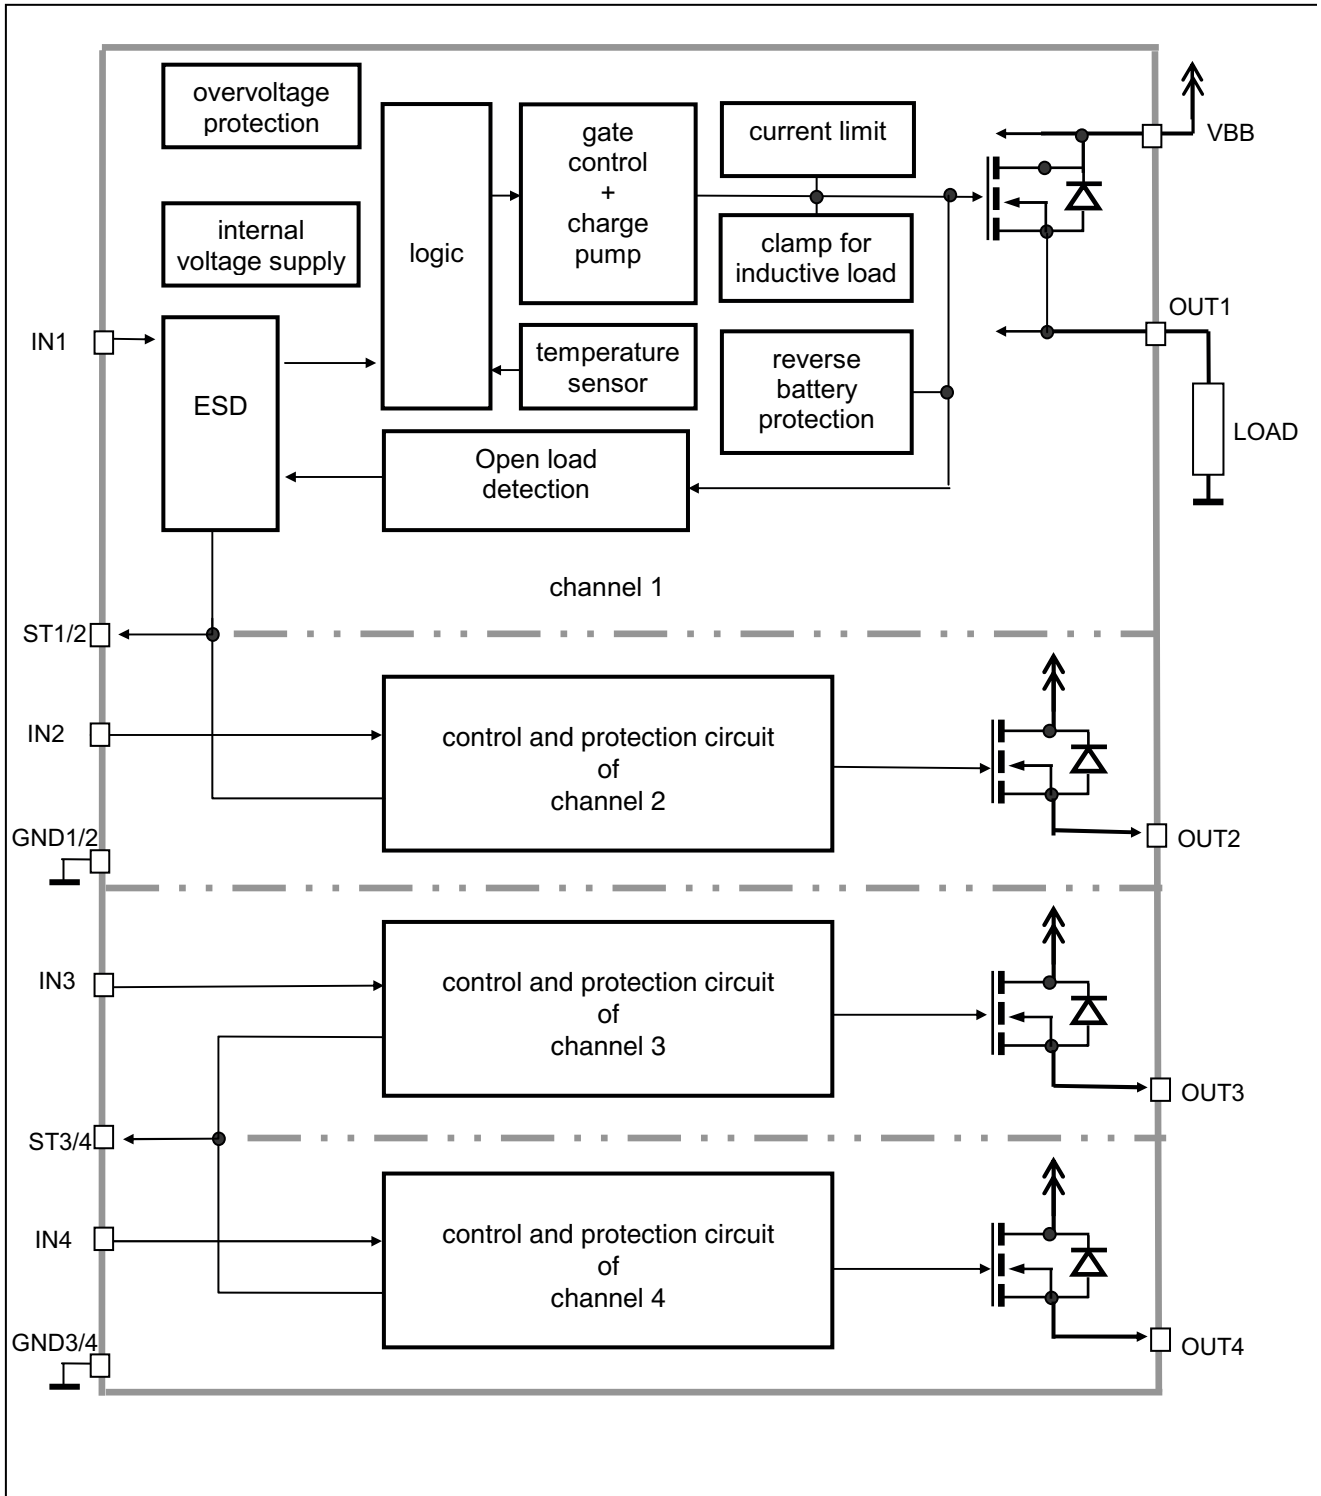 overvoltage
protection
internal
voltage supply
logic
gate
control
+
charge
pump
current limit
VBB
clamp for
inductive load
OUT1
IN1
ESD
temperature
sensor
reverse
battery
protection
LOAD
Open load
detection
channel 1
ST1/2
IN2
control and protection circuit
of
channel 2
GND1/2
OUT2
IN3
control and protection circuit
of
channel 3
OUT3
ST3/4
IN4
control and protection circuit
of
channel 4
GND3/4
OUT4